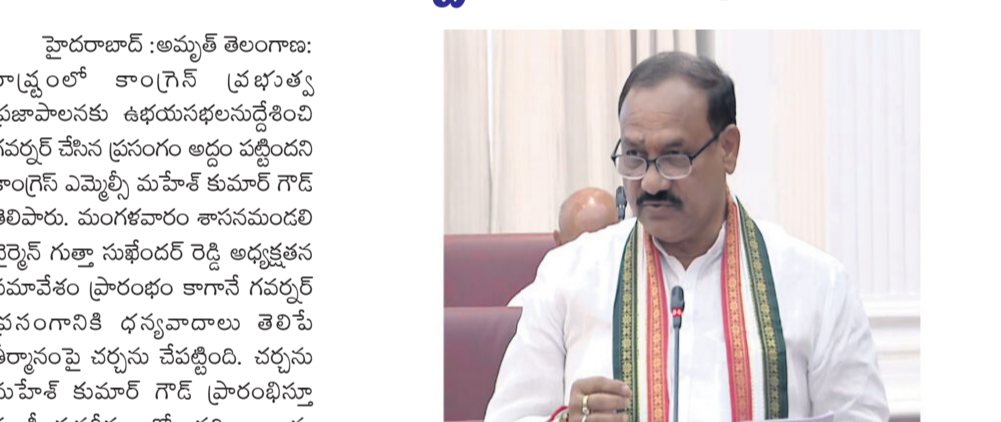 హైదరాబాద్ :అమృత్ తెలంగాణ:
రాష్ట్రంలో కాంగ్రెస్ ప్రభుత్వ
ప్రజాపాలనకు ఉభయసభలనుద్దేశించి
గవర్నర్ చేసిన ప్రసంగం అద్దం పట్టిందని
కాంగ్రెస్ ఎమ్మెల్సీ మహేశ్ కుమార్ గౌడ్
తెలిపారు. మంగళవారం శాసనమండలి
ఛైర్మెన్ గుత్తా సుఖేందర్ రెడ్డి అధ్యక్షతన
సమావేశం ప్రారంభం కాగానే గవర్నర్
ప్రసంగానికి ధన్యవాదాలు తెలిపే
తీర్మానంపై చర్చను చేపట్టింది. చర్చను
మహేశ్ కుమార్ గౌడ్ ప్రారంభిస్తూ